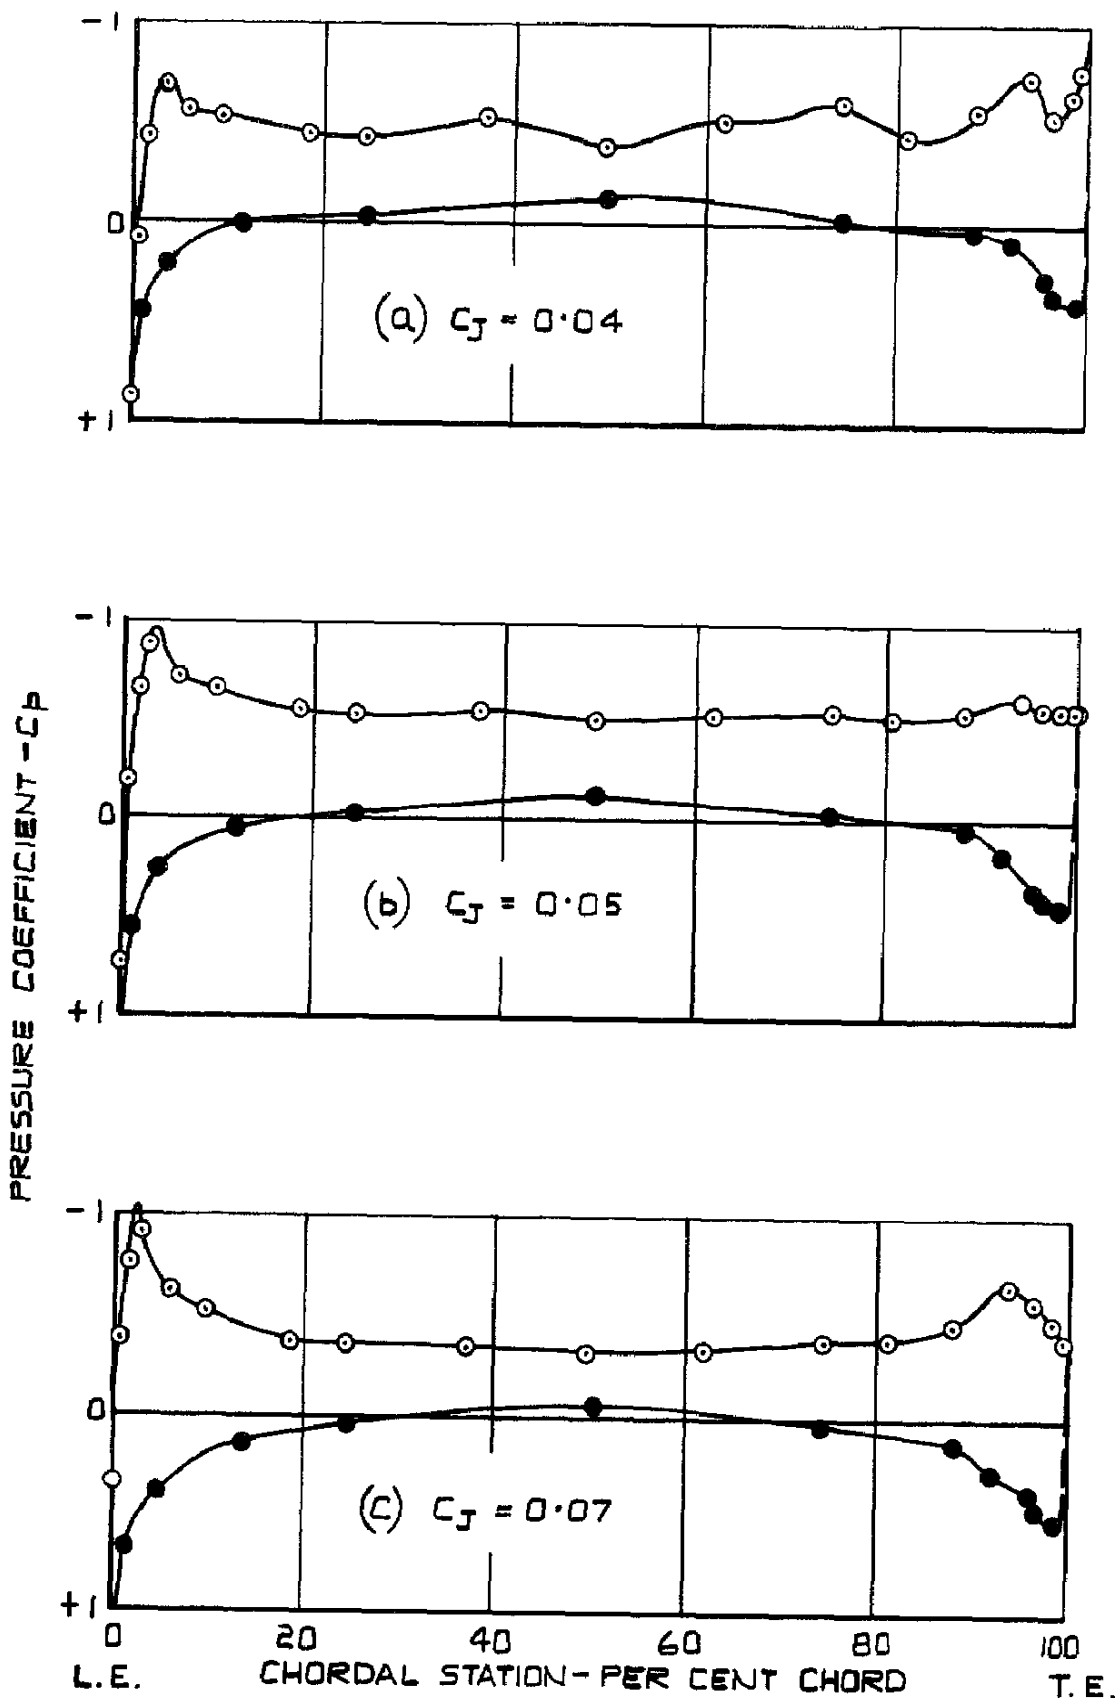 -1
0
(a) CJ = 0.04
+1
-1
0
(b) CJ = 0.05
+1
-1
0
(c) CJ = 0.07
+1
0 20 40 60 80 100
L.E. CHORDAL STATION-PER CENT CHORD T.E.
PRESSURE COEFFICIENT - Cp